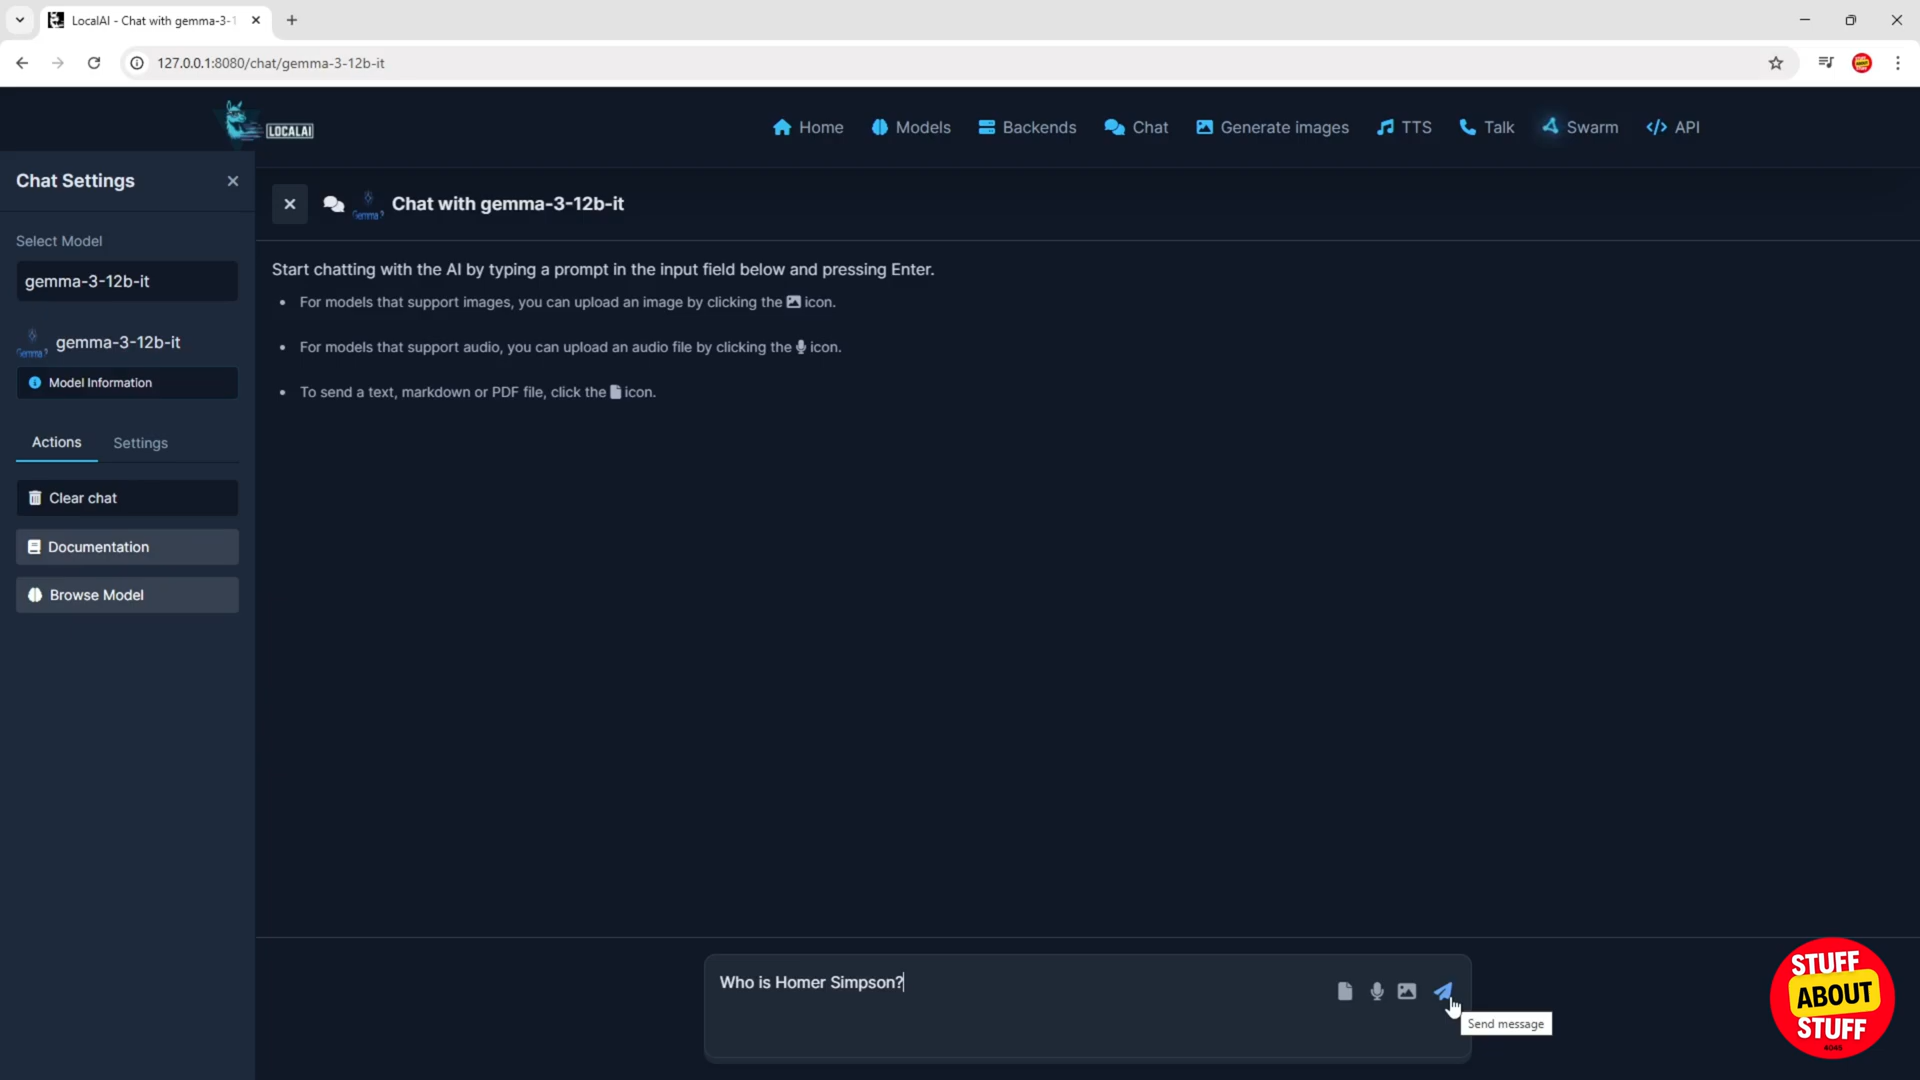 LocalAI - Chat with gemma-3-1
127.0.0.1:8080/chat/gemma-3-12b-it
LOCALAI
Home
Models
Backends
Chat
Generate images
TTS
Talk
Swarm
API
Chat Settings
Select Model
gemma-3-12b-it
gemma-3-12b-it
Model Information
Actions
Settings
Clear chat
Documentation
Browse Model
Chat with gemma-3-12b-it
Start chatting with the AI by typing a prompt in the input field below and pressing Enter.
For models that support images, you can upload an image by clicking the icon.
For models that support audio, you can upload an audio file by clicking the icon.
To send a text, markdown or PDF file, click the icon.
Who is Homer Simpson?
Send message
STUFF
ABOUT
STUFF